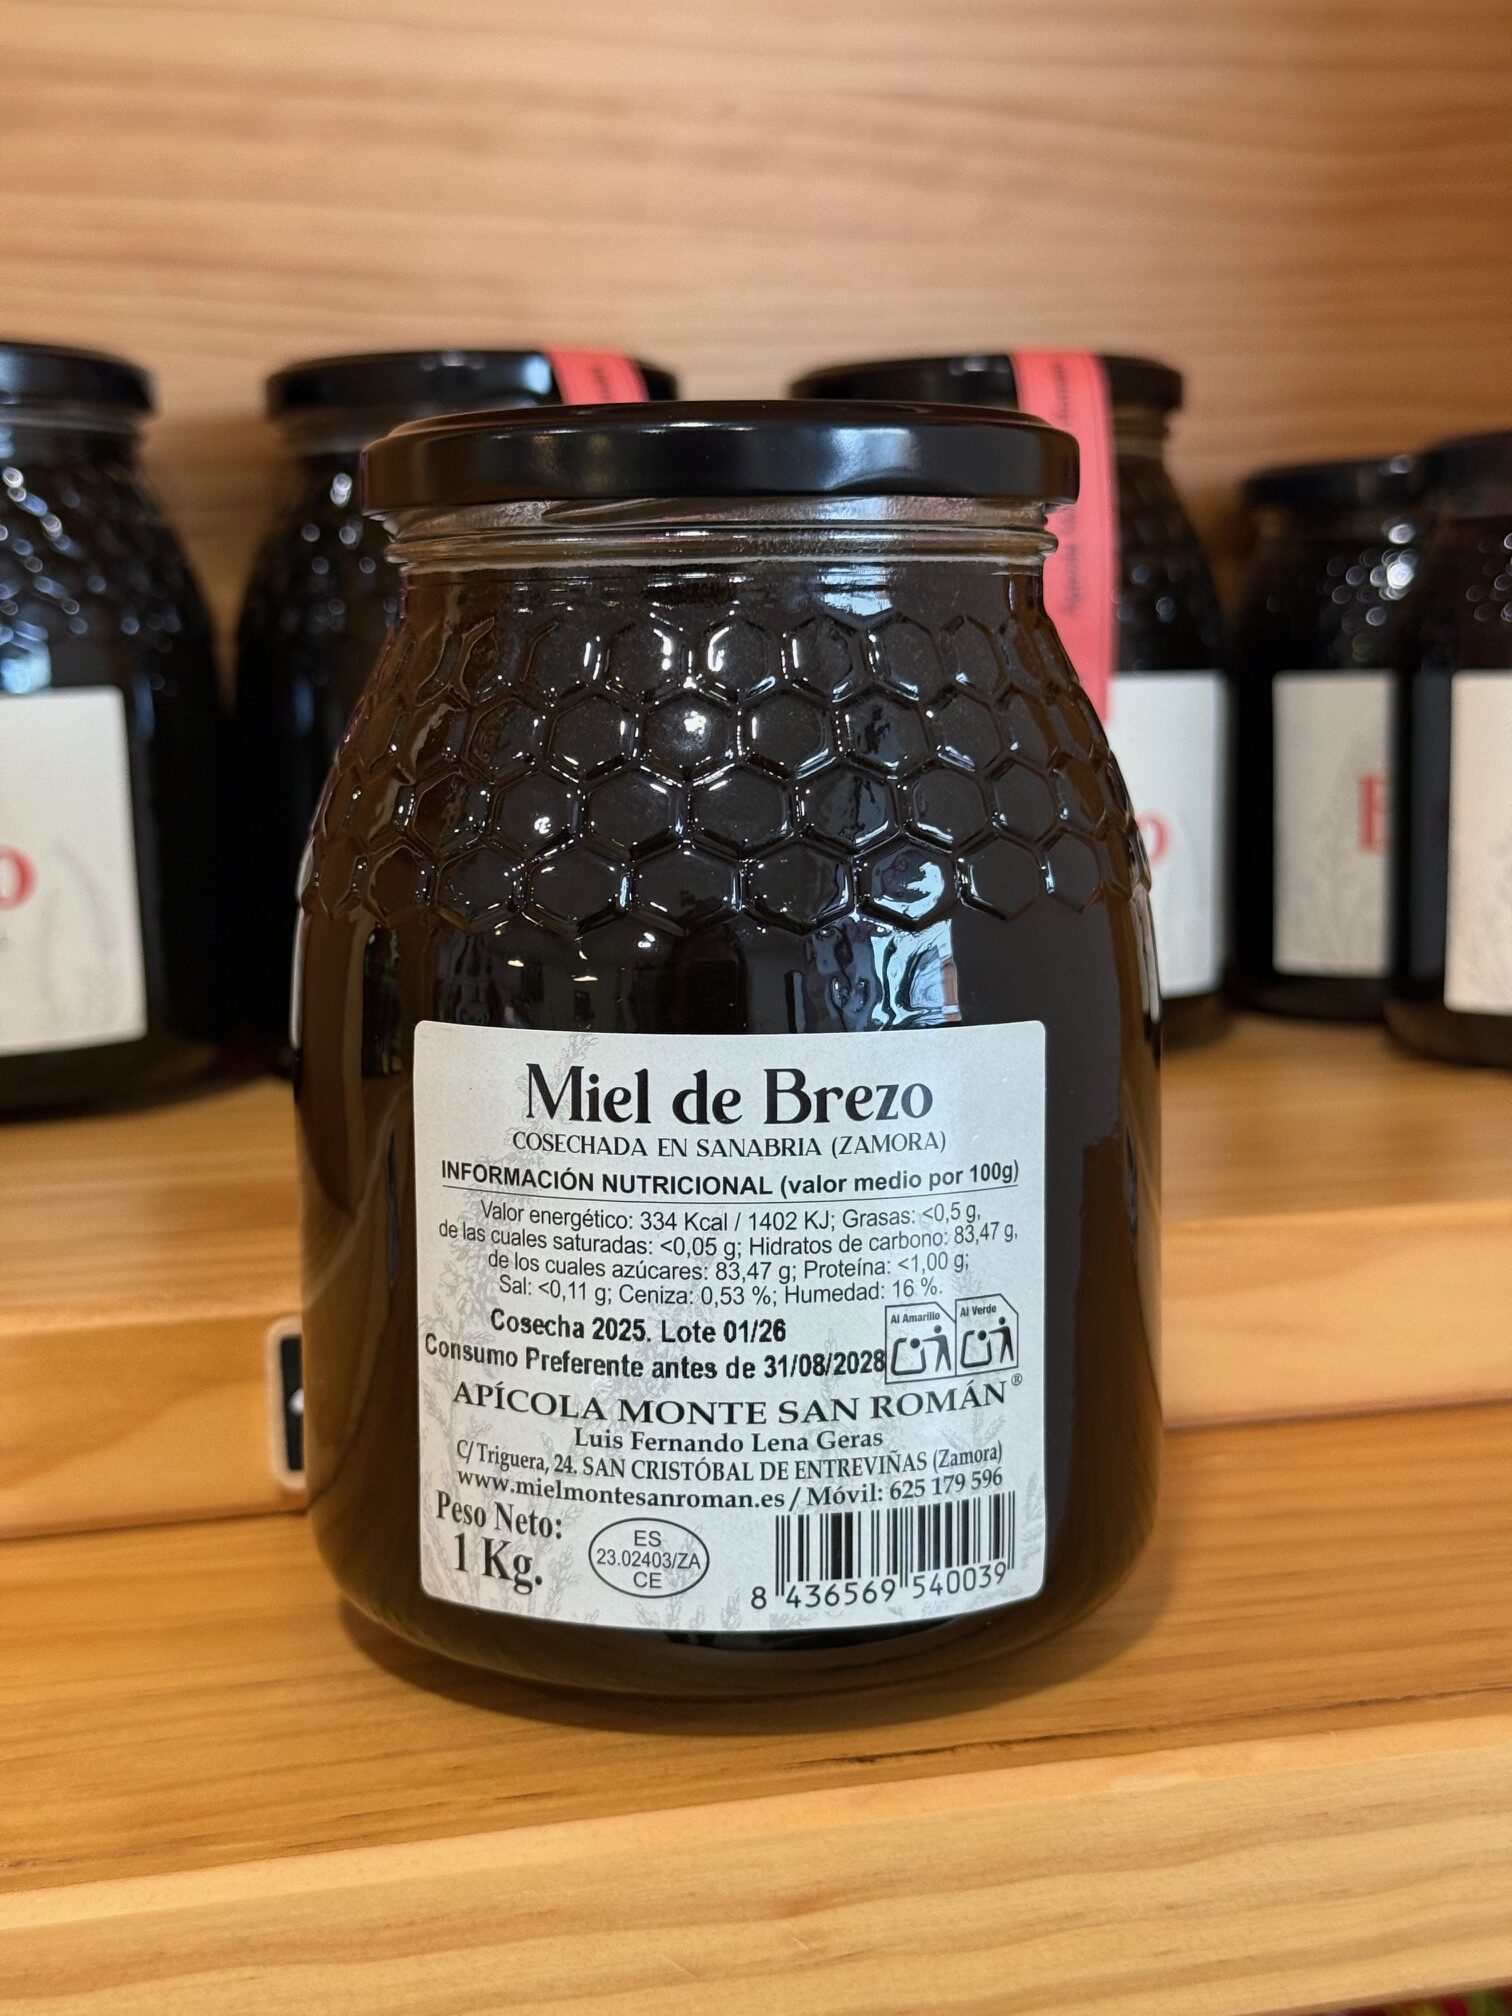 Miel de Brezo
COSECHADA EN SANABRIA (ZAMORA)
INFORMACIÓN NUTRICIONAL (valor medio por 100g)
Valor energético: 334 Kcal / 1402 KJ; Grasas: <0,5 g,
de las cuales saturadas: <0,05 g; Hidratos de carbono: 83,47 g,
de los cuales azúcares: 83,47 g; Proteína: <1,00 g;
Sal: <0,11 g; Ceniza: 0,53 %; Humedad: 16 %.
Al Amarillo
Al Verde
Cosecha 2025. Lote 01/26
Consumo Preferente antes de 31/08/2028
APÍCOLA MONTE SAN ROMÁN®
Luis Fernando Lena Geras
C/ Triguera, 24. SAN CRISTÓBAL DE ENTREVIÑAS (Zamora)
www.mielmontesanroman.es / Móvil: 625 179 596
Peso Neto:
1 Kg.
ES
23.02403/ZA
CE
8 436569 540039